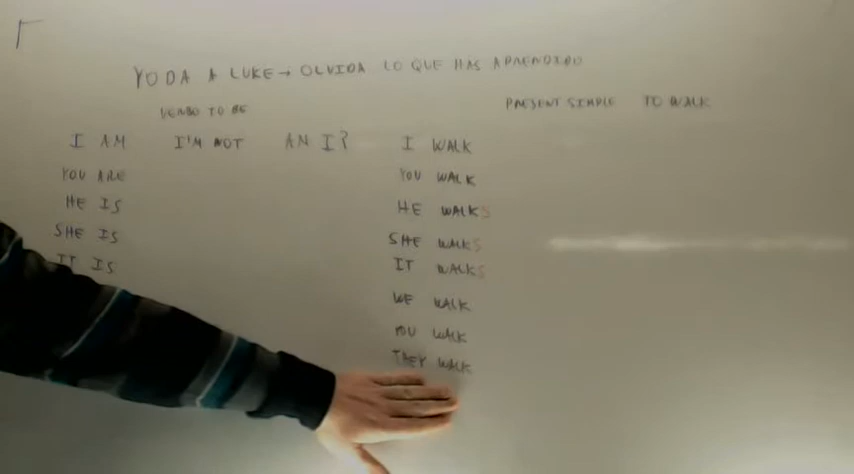 YODA A LUKE → OLVIDA LO QUE HAS APRENDIDO
VERBO TO BE
PRESENT SIMPLE TO WALK
I AM I'M NOT AM I? I WALK
YOU ARE YOU WALK
HE IS HE WALKS
SHE IS SHE WALKS
IT IS IT WALKS
WE WALK
YOU WALK
THEY WALK